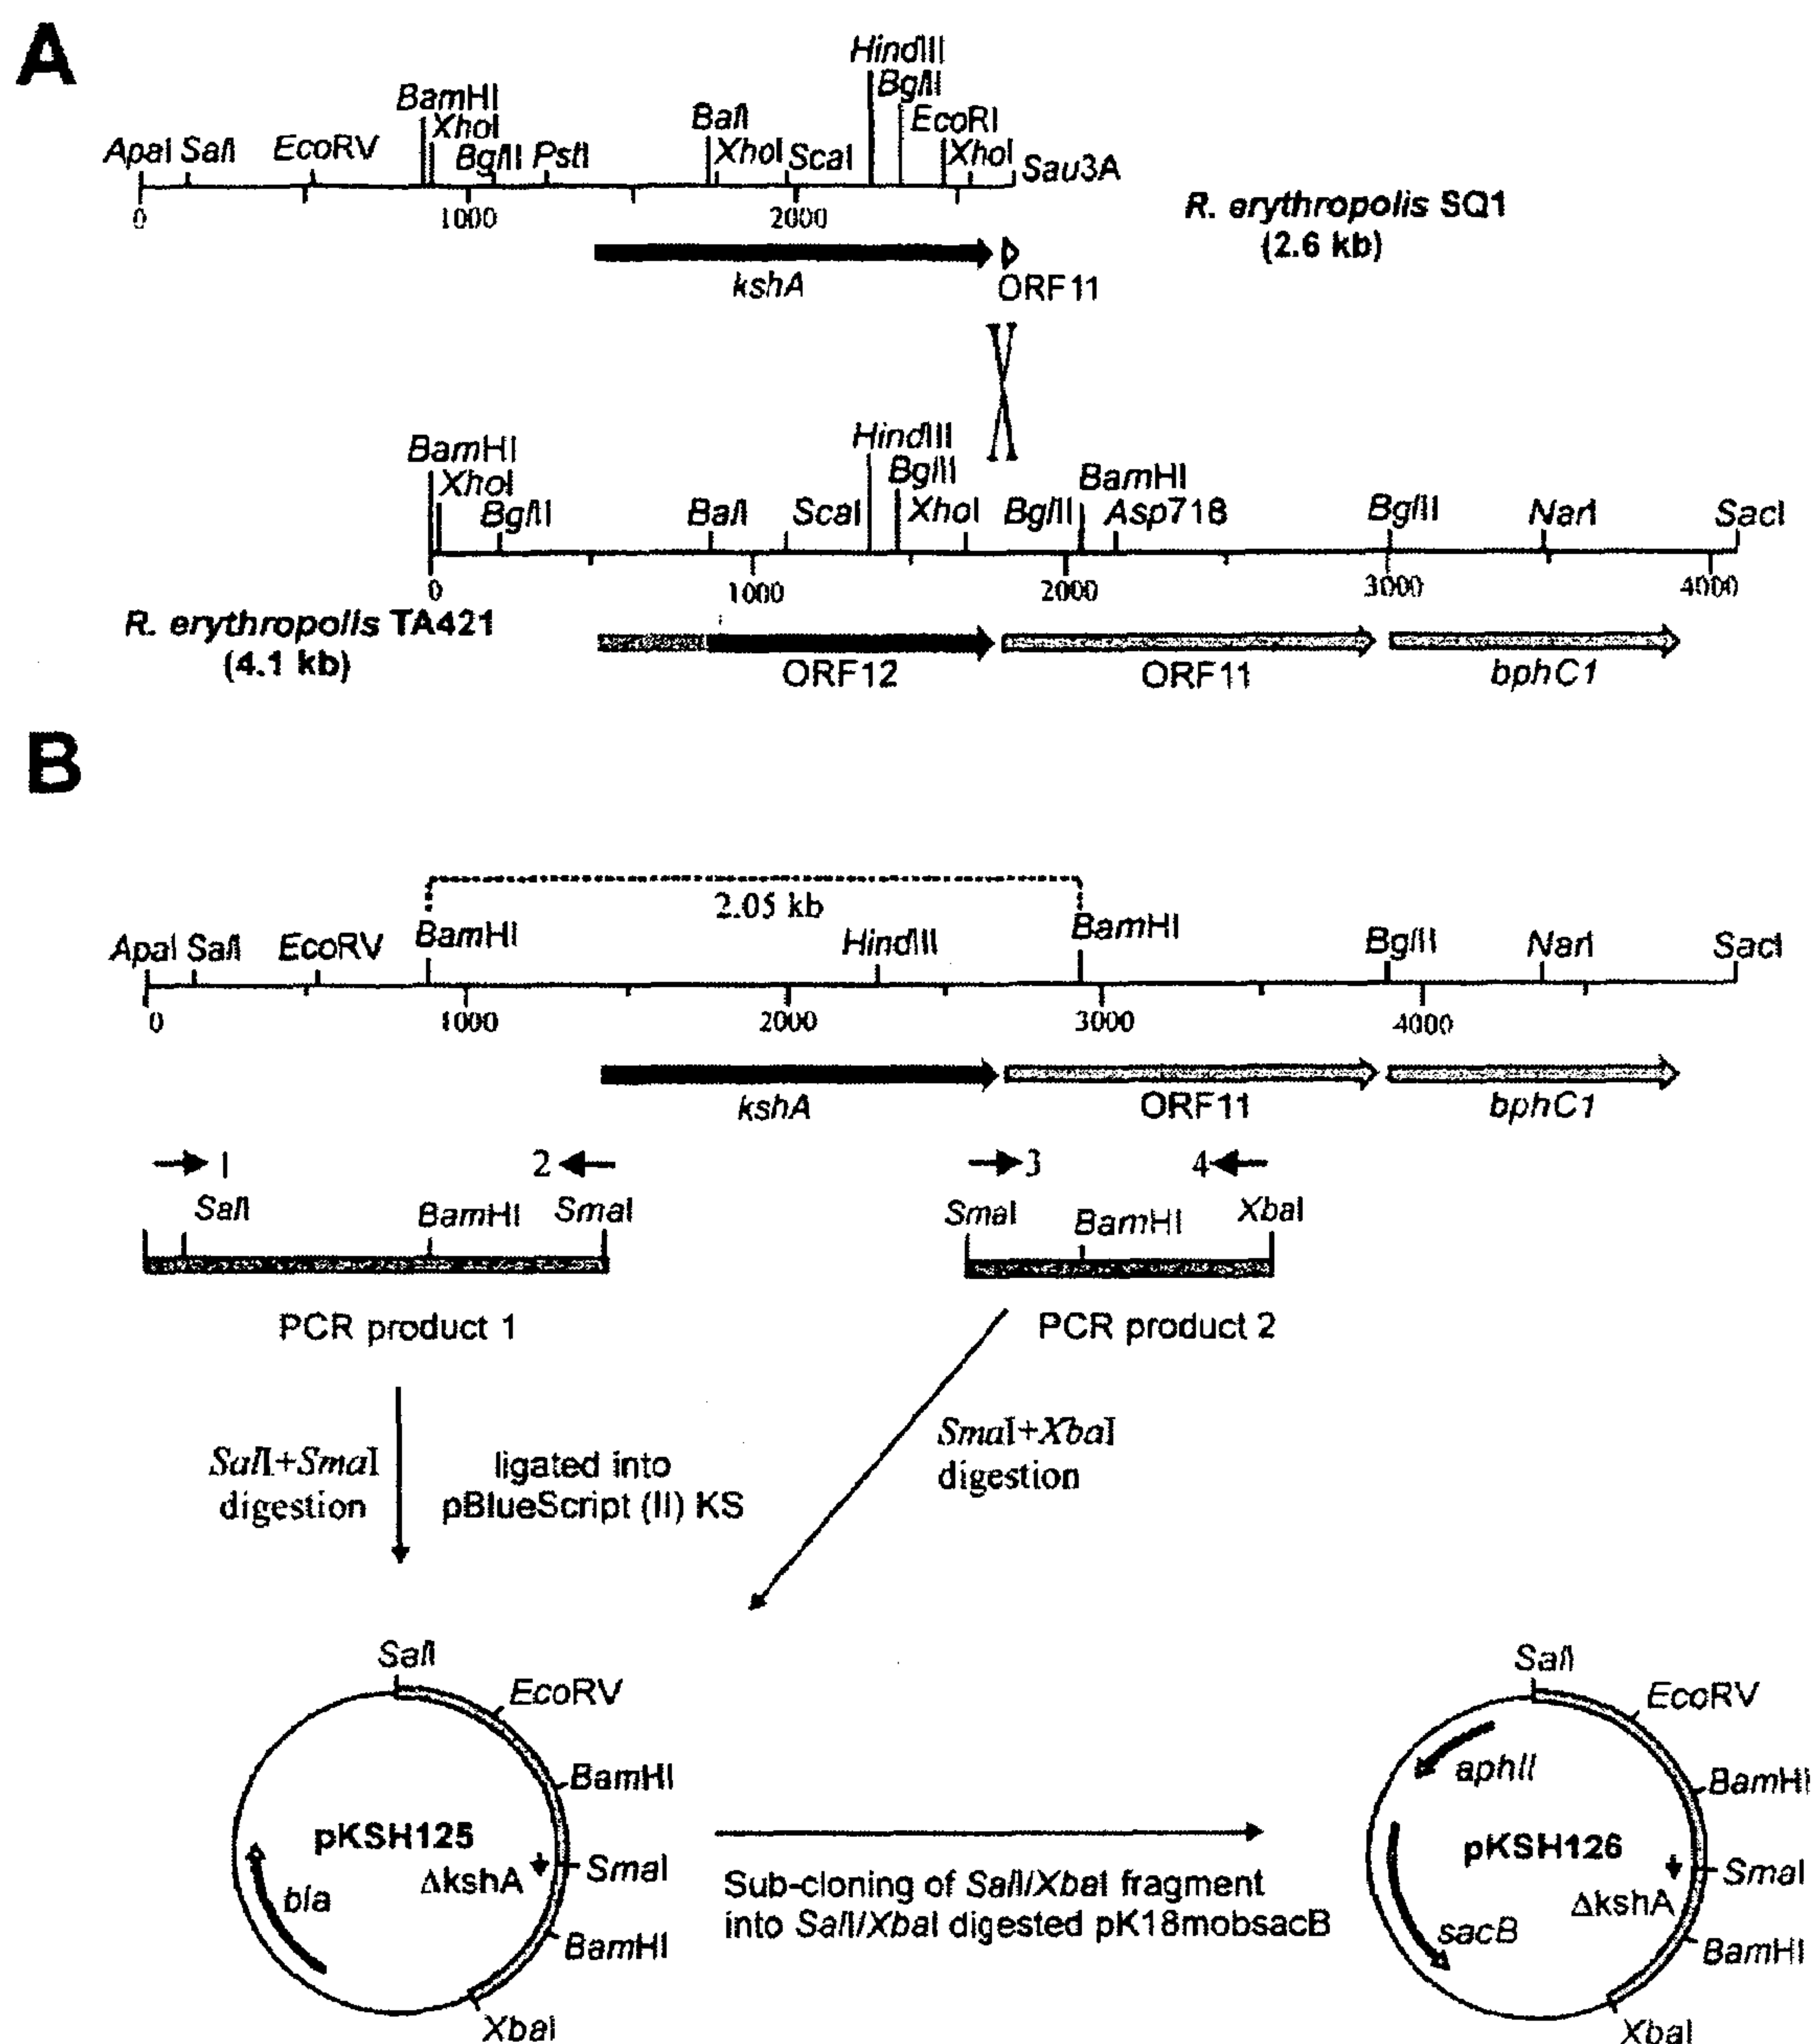 A
HindIII
BglII
BamHI
BalI
EcoRI
XhoI
ApaI SalI EcoRV BglII PstI XhoI ScaI XhoI Sau3A
0 1000 2000
R. erythropolis SQ1
(2.6 kb)
kshA
ORF11
HindIII
BamHI
BglII
BamHI
XhoI
BglII BalI ScaI XhoI BglII Asp718 BglII NarI SacI
0 1000 2000 3000 4000
R. erythropolis TA421
(4.1 kb)
ORF12 ORF11 bphC1
B
2.05 kb
ApaI SalI EcoRV BamHI HindIII BamHI BglII NarI SacI
0 1000 2000 3000 4000
kshA ORF11 bphC1
1 2 3 4
SalI BamHI SmaI SmaI BamHI XbaI
PCR product 1 PCR product 2
SalI+SmaI
digestion
ligated into
pBlueScript (II) KS
SmaI+XbaI
digestion
SalI
EcoRV
BamHI
pKSH125
ΔkshA
SmaI
bla
BamHI
XbaI
Sub-cloning of SalI/XbaI fragment
into SalI/XbaI digested pK18mobsacB
SalI
EcoRV
aphII
BamHI
pKSH126
SmaI
ΔkshA
sacB
BamHI
XbaI